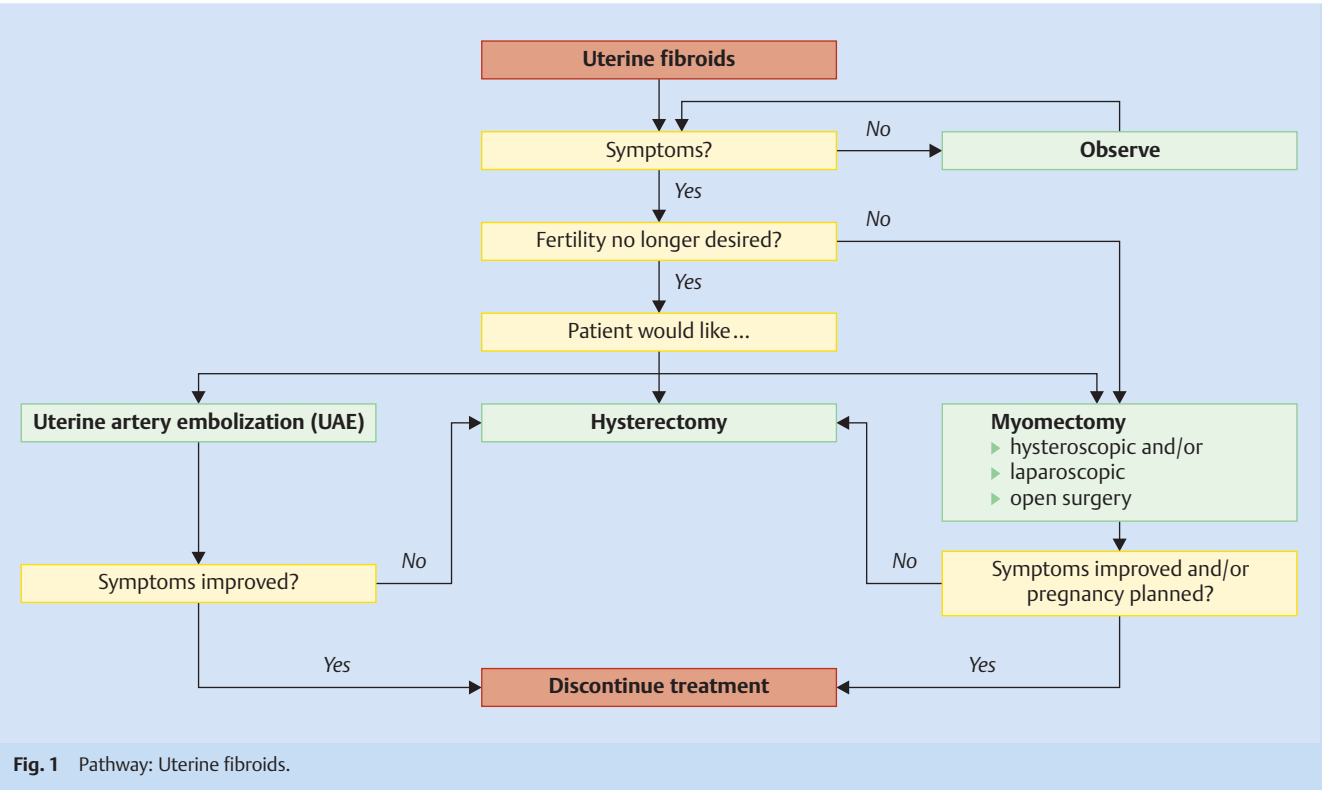 Uterine fibroids
Symptoms?
No
Observe
Yes
Fertility no longer desired?
No
Yes
Patient would like...
Uterine artery embolization (UAE)
Hysterectomy
Myomectomy
▶ hysteroscopic and/or
▶ laparoscopic
▶ open surgery
Symptoms improved?
No
No
Symptoms improved and/or
pregnancy planned?
Yes
Yes
Discontinue treatment
Fig. 1 Pathway: Uterine fibroids.